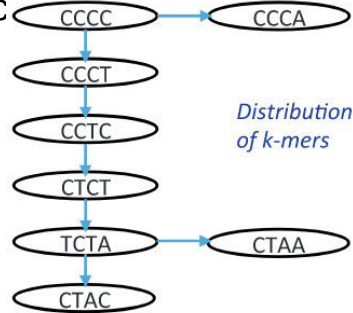 CCCC CCCA
CCCT
CCTC
Distribution
of k-mers
CTCT
TCTA CTAA
CTAC